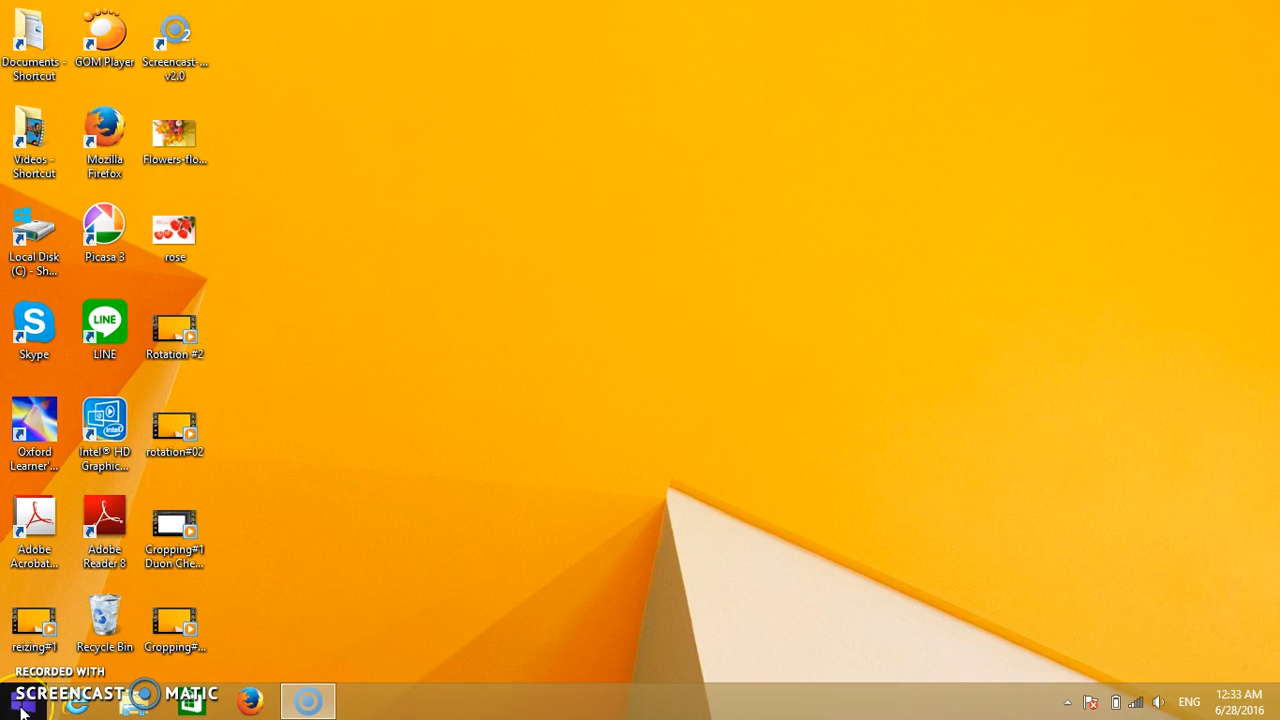 Documents -
Shortcut
GOM Player
Screencast-...
v2.0
2
Videos -
Shortcut
Mozilla
Firefox
Flowers-flo...
Local Disk
(C) - Sh...
Picasa 3
rose
S
Skype
LINE
LINE
Rotation #2
Oxford
Learner'...
intel
Intel® HD
Graphic...
rotation#02
Adobe
Acrobat...
Adobe
Reader 8
Cropping#1
Duon Che...
reizing#1
Recycle Bin
Cropping#...
RECORDED WITH
SCREENCAST MATIC
ENG
12:33 AM
6/28/2016